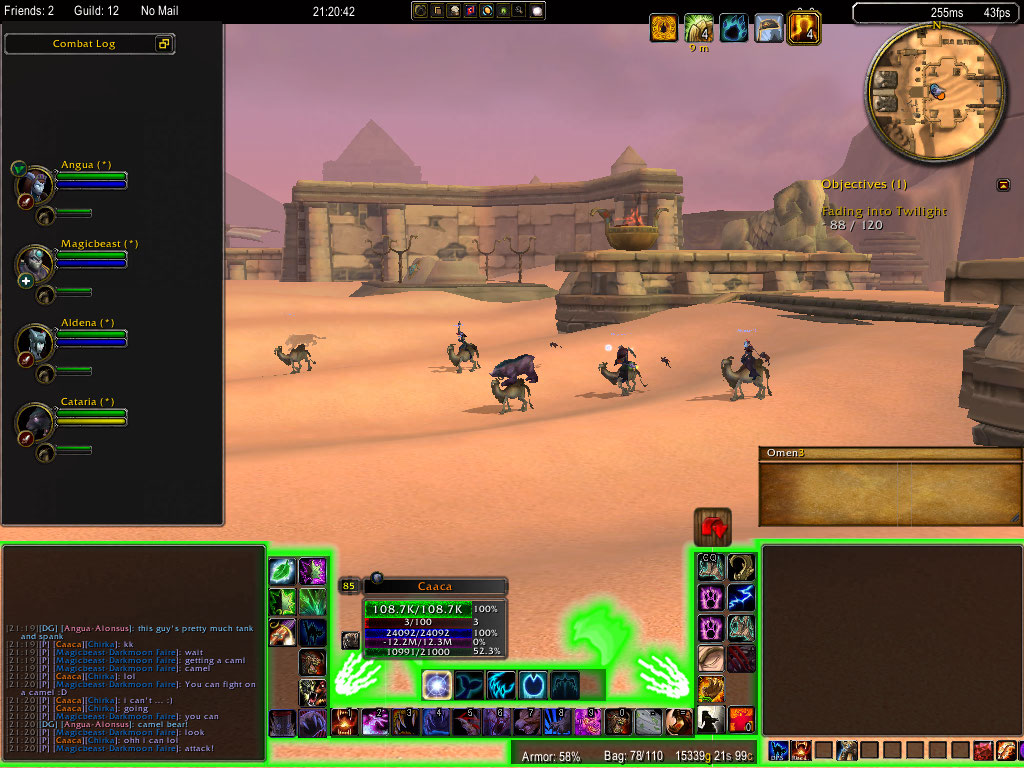 Friends: 2 Guild: 12 No Mail
21:20:42
255ms 43fps
Combat Log
4
4
9 m
N
Angua (*)
Magicbeast (*)
Aldena (*)
Cataria (*)
Objectives (1)
Fading into Twilight
- 88 / 120
Omen3
[21:19][DG] [Angua-Alonsus]: this guy's pretty much tank
and spank
[21:19][P] [Caaca][Chirka]: kk
[21:19][P] [Magicbeast-Darkmoon Faire]: wait
[21:19][P] [Magicbeast-Darkmoon Faire]: getting a caml
[21:19][P] [Magicbeast-Darkmoon Faire]: camel
[21:20][P] [Caaca][Chirka]: lol
[21:20][P] [Magicbeast-Darkmoon Faire]: You can fight on
a camel :D
[21:20][P] [Caaca][Chirka]: i can't ... :)
[21:20][P] [Caaca][Chirka]: going
[21:20][P] [Magicbeast-Darkmoon Faire]: you can
[21:20][DG] [Angua-Alonsus]: camel bear!
[21:20][P] [Magicbeast-Darkmoon Faire]: look
[21:20][P] [Caaca][Chirka]: ohh i can lol
[21:20][P] [Magicbeast-Darkmoon Faire]: attack!
85
Caaca
108.7K/108.7K 100%
3/100 3
24092/24092 100%
-12.2M/12.3M 0%
10991/21000 52.3%
Armor: 58% Bag: 78/110 15339g 21s 99c